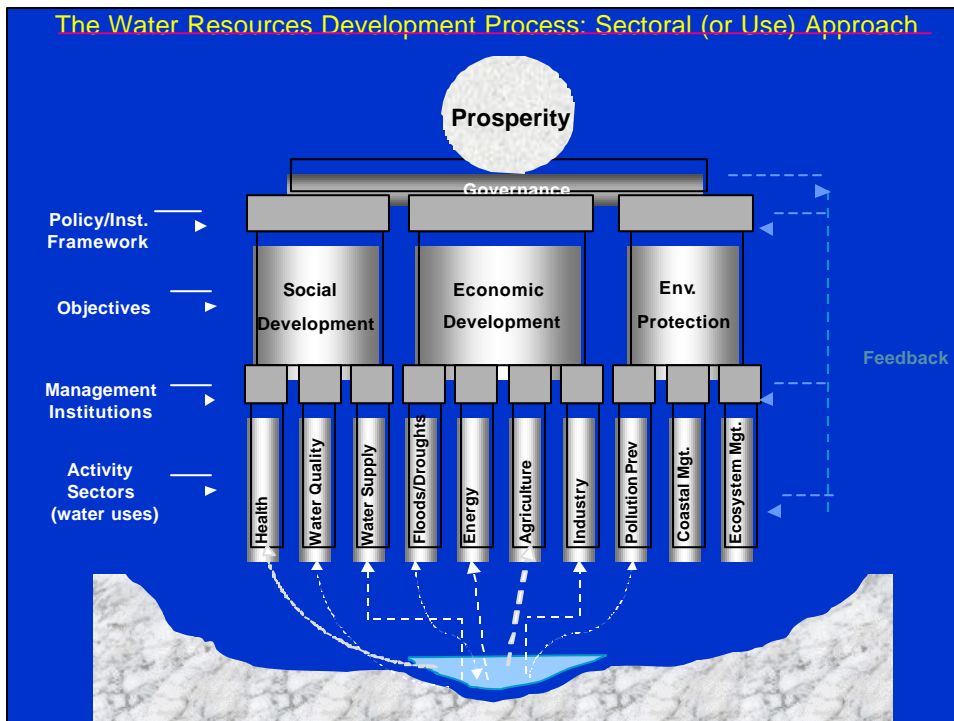 The Water Resources Development Process: Sectoral (or Use) Approach
Prosperity
Governance
Policy/Inst.
Framework
Objectives
Social
Development
Economic
Development
Env.
Protection
Feedback
Management
Institutions
Activity
Sectors
(water uses)
Health
Water Quality
Water Supply
Floods/Droughts
Energy
Agriculture
Industry
Pollution Prev
Coastal Mgt.
Ecosystem Mgt.